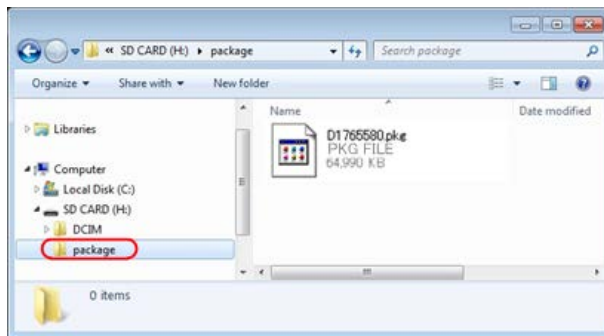 « SD CARD (H:) ▸ package
Search package
Organize ▾ Share with ▾ New folder
Libraries
Computer
Local Disk (C:)
SD CARD (H:)
DCIM
package
Name
Date modified
D1765580.pkg
PKG FILE
64,990 KB
0 items